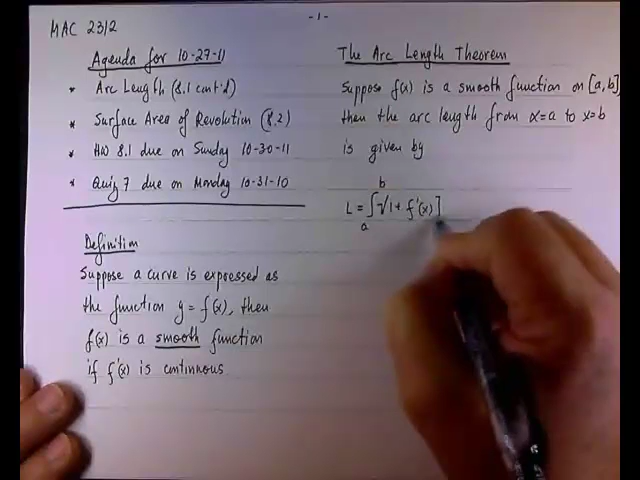 - 1 -
MAC 2312
Agenda for 10-27-11
* Arc Length (8.1 cont'd)
* Surface Area of Revolution (8.2)
* HW 8.1 due on Sunday 10-30-11
* Quiz 7 due on Monday 10-31-10
Definition
Suppose a curve is expressed as
the function y = f(x), then
f(x) is a smooth function
if f'(x) is continuous
The Arc Length Theorem
Suppose f(x) is a smooth function on [a,b]
then the arc length from x=a to x=b
is given by
L = ∫ₐᵇ √1 + f'(x)]